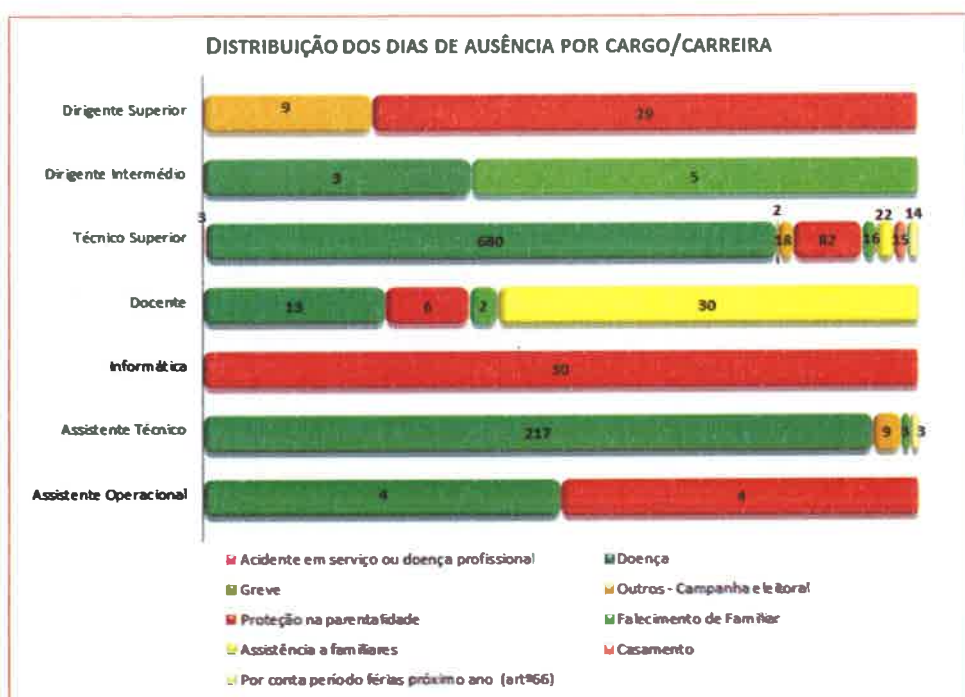 DISTRIBUIÇÃO DOS DIAS DE AUSÊNCIA POR CARGO/CARREIRA
Dirigente Superior 9 29
Dirigente Intermédio 3 5
3 2 22 14
Técnico Superior 680 18 82 16 15
Docente 13 6 2 30
Informática 30
Assistente Técnico 217 9 3 3
Assistente Operacional 4 4
Acidente em serviço ou doença profissional Doença
Greve Outros - Campanha eleitoral
Proteção na parentalidade Falecimento de Familiar
Assistência a familiares Casamento
Por conta período férias próximo ano (artº66)